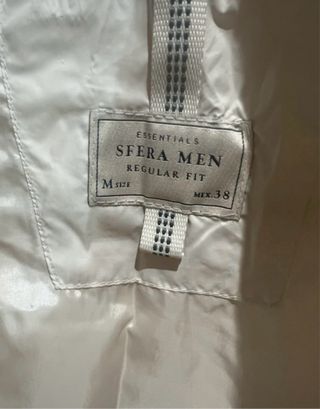 ESSENTIALS
SFERA MEN
REGULAR FIT
M SIZE MEX. 38